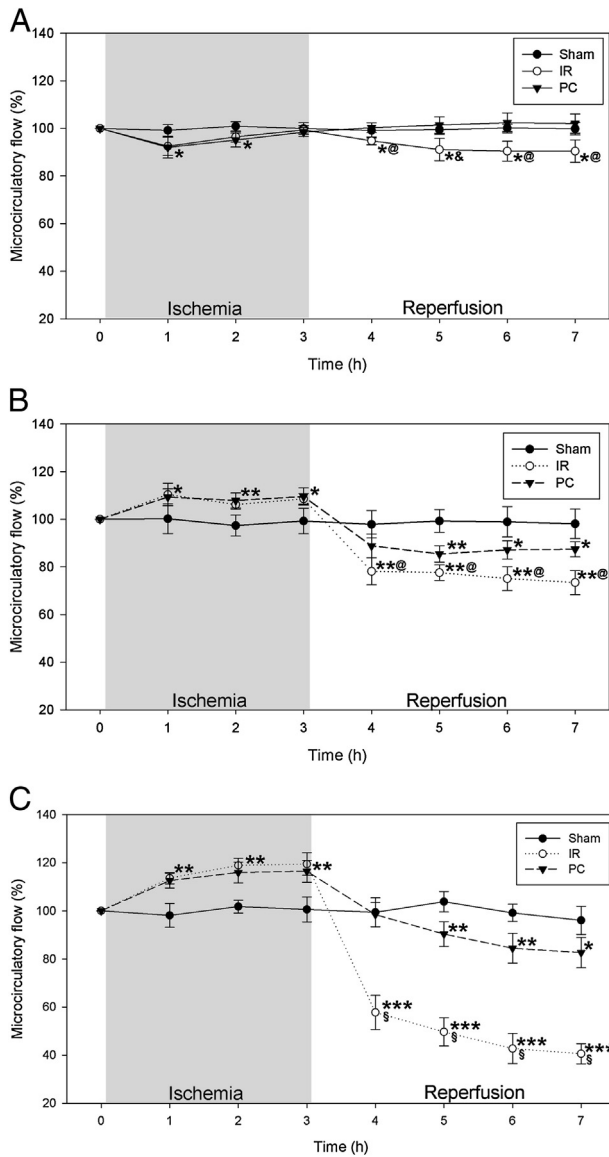 A
Microcirculatory flow (%)
140
120
100
80
60
40
20
Sham
IR
PC
* * *@ *& *@ *@
Ischemia Reperfusion
0 1 2 3 4 5 6 7
Time (h)
B
Microcirculatory flow (%)
140
120
100
80
60
40
20
Sham
IR
PC
* ** * ** * *
**@ **@ **@ **@
Ischemia Reperfusion
0 1 2 3 4 5 6 7
Time (h)
C
Microcirculatory flow (%)
140
120
100
80
60
40
20
Sham
IR
PC
** ** ** ** ** *
*** *** *** ***
§ § § §
Ischemia Reperfusion
0 1 2 3 4 5 6 7
Time (h)